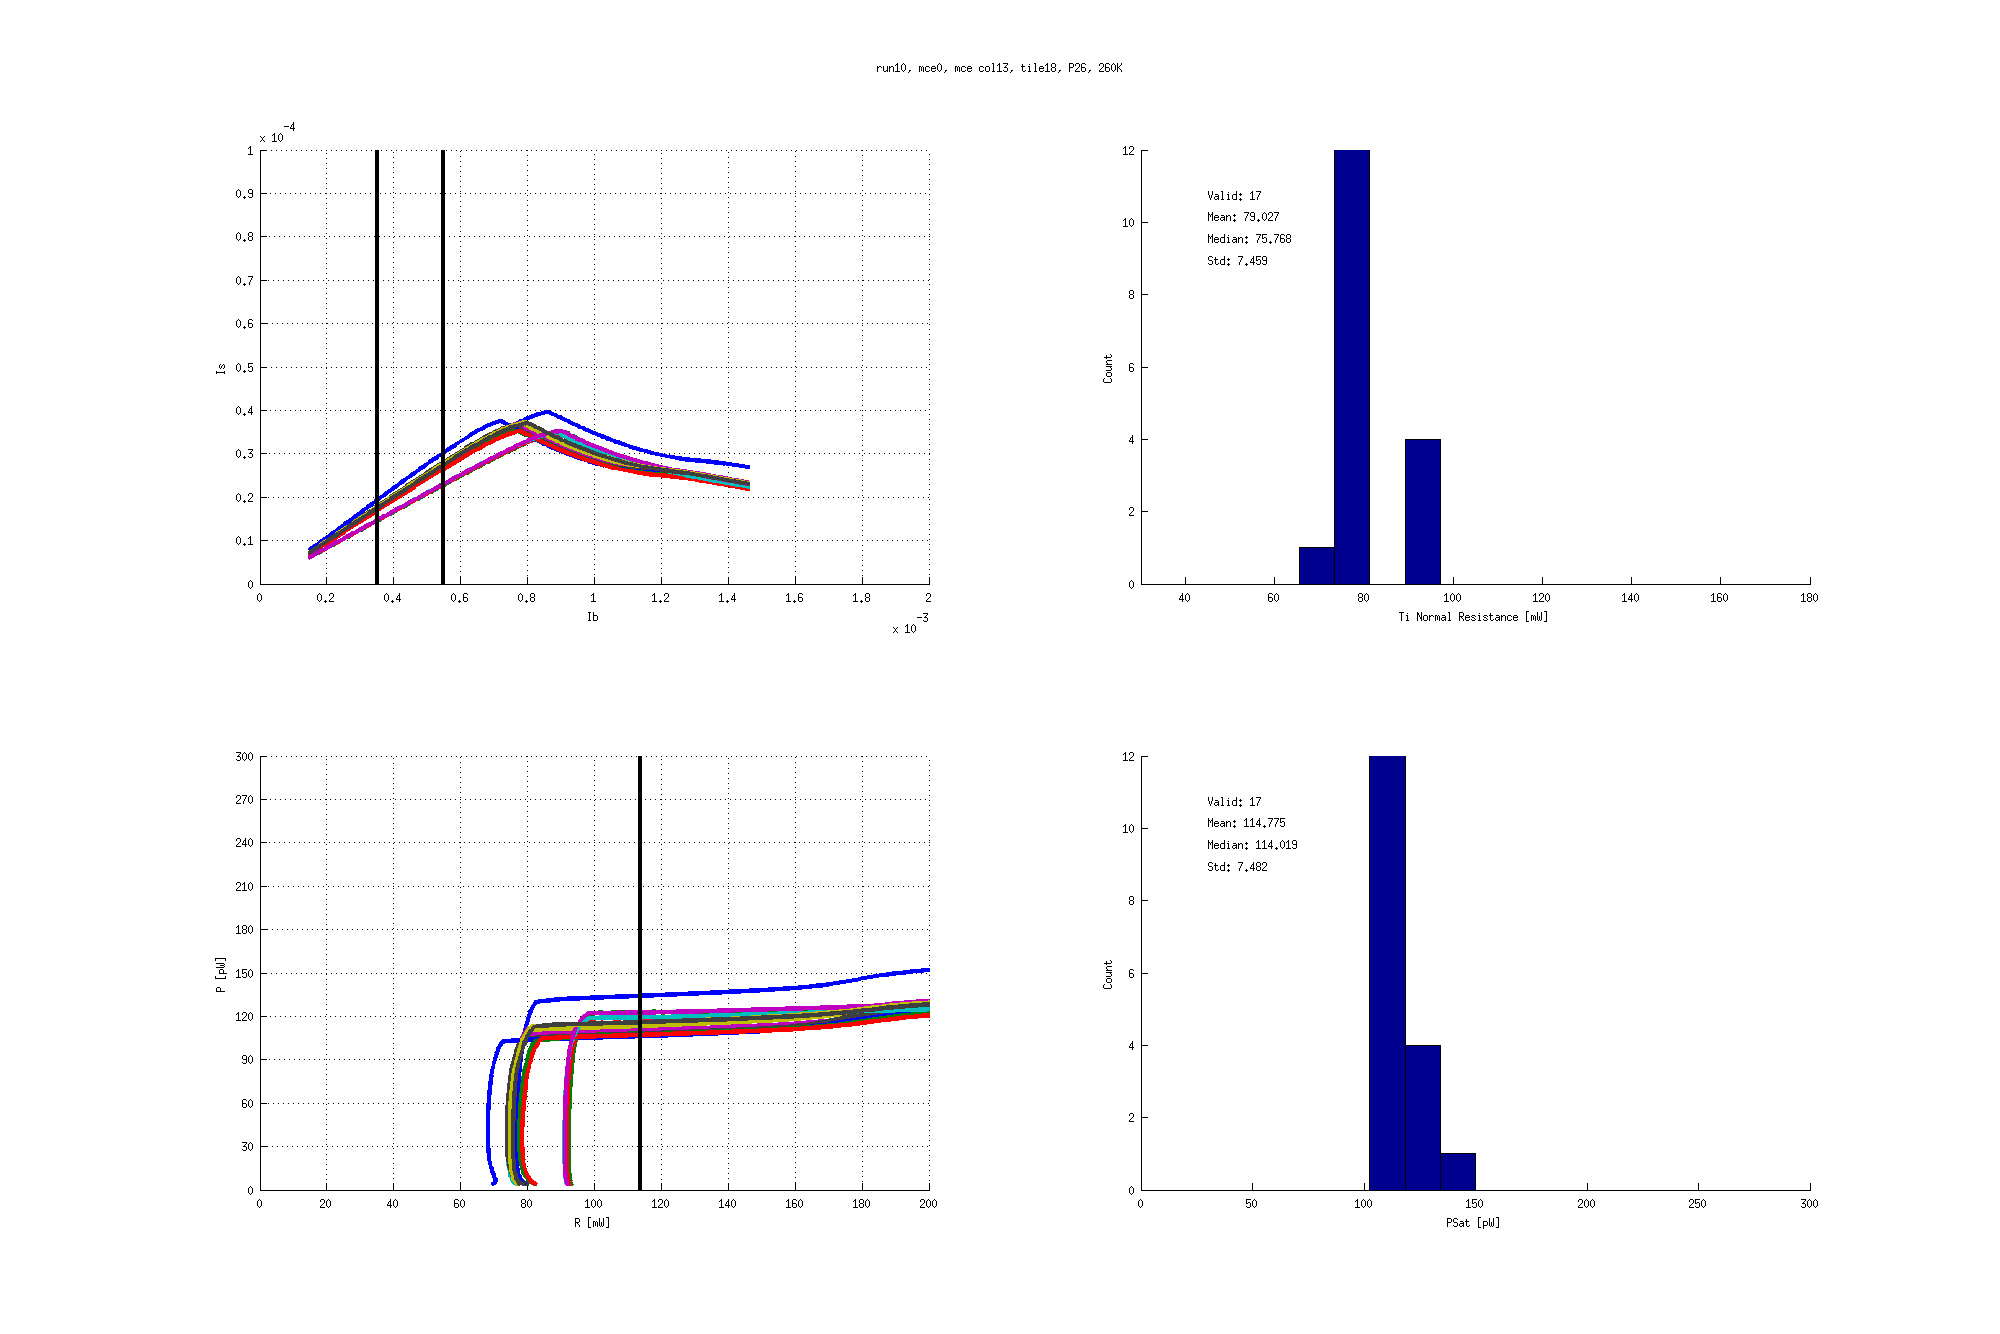 run10, mce0, mce col13, tile18, P26, 260K
x 10^-4
1
0.9
0.8
0.7
0.6
0.5
0.4
0.3
0.2
0.1
0
Is
0 0.2 0.4 0.6 0.8 1 1.2 1.4 1.6 1.8 2
Ib
x 10^-3
12
10
8
6
4
2
0
Count
Valid: 17
Mean: 79.027
Median: 75.768
Std: 7.459
40 60 80 100 120 140 160 180
Ti Normal Resistance [mW]
300
270
240
210
180
150
120
90
60
30
0
P [pW]
0 20 40 60 80 100 120 140 160 180 200
R [mW]
12
10
8
6
4
2
0
Count
Valid: 17
Mean: 114.775
Median: 114.019
Std: 7.482
0 50 100 150 200 250 300
PSat [pW]